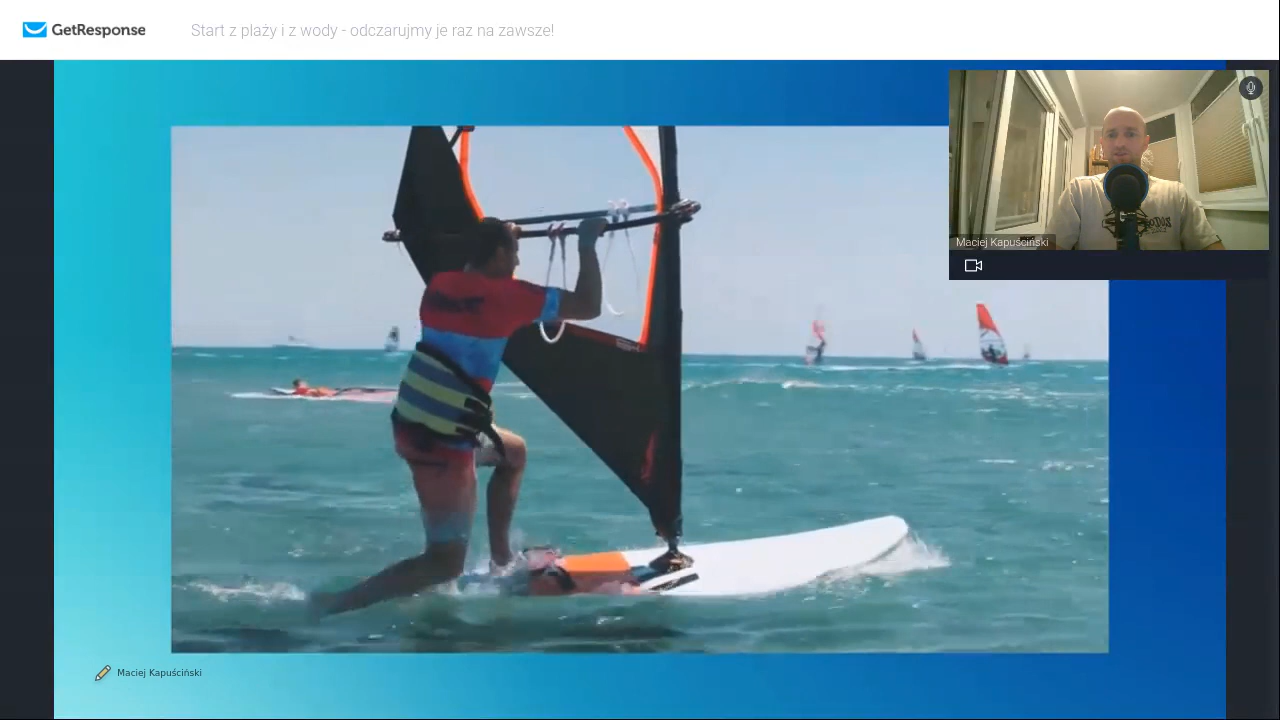 GetResponse
Start z plaży i z wody - odczarujmy je raz na zawsze!
Maciej Kapuściński
Maciej Kapuściński